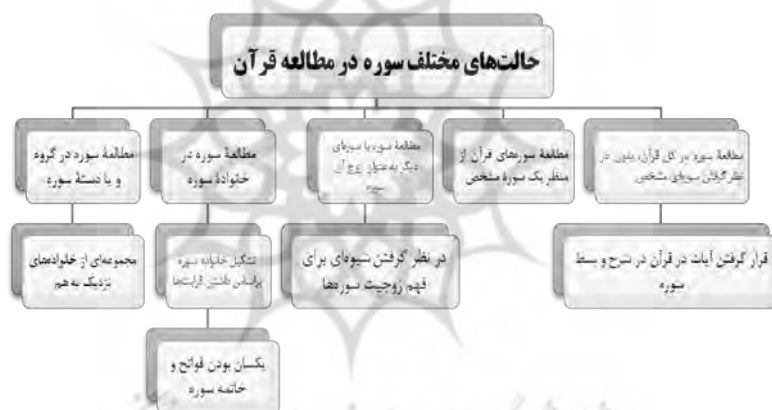 حالت‌های مختلف سوره در مطالعه قرآن
مطالعهٔ سوره در کل قرآن، بدون در
نظر گرفتن سوره‌ای مشخص
مطالعهٔ سوره‌های قرآن از
منظر یک سورهٔ مشخص
مطالعهٔ سوره با سوره‌ای
دیگر به عنوان زوج آن
سوره
مطالعهٔ سوره در
خانوادهٔ سوره
مطالعهٔ سوره در گروه
و یا دستهٔ سوره
قرار گرفتن آیات در قرآن در شرح و بسط
سوره
در نظر گرفتن شیوه‌ای برای
فهم زوجیت سوره‌ها
تشکیل خانواده سوره
براساس داشتن قرابت‌ها
مجموعه‌ای از خانواده‌های
نزدیک به هم
یکسان بودن فواتح و
خاتمه سوره